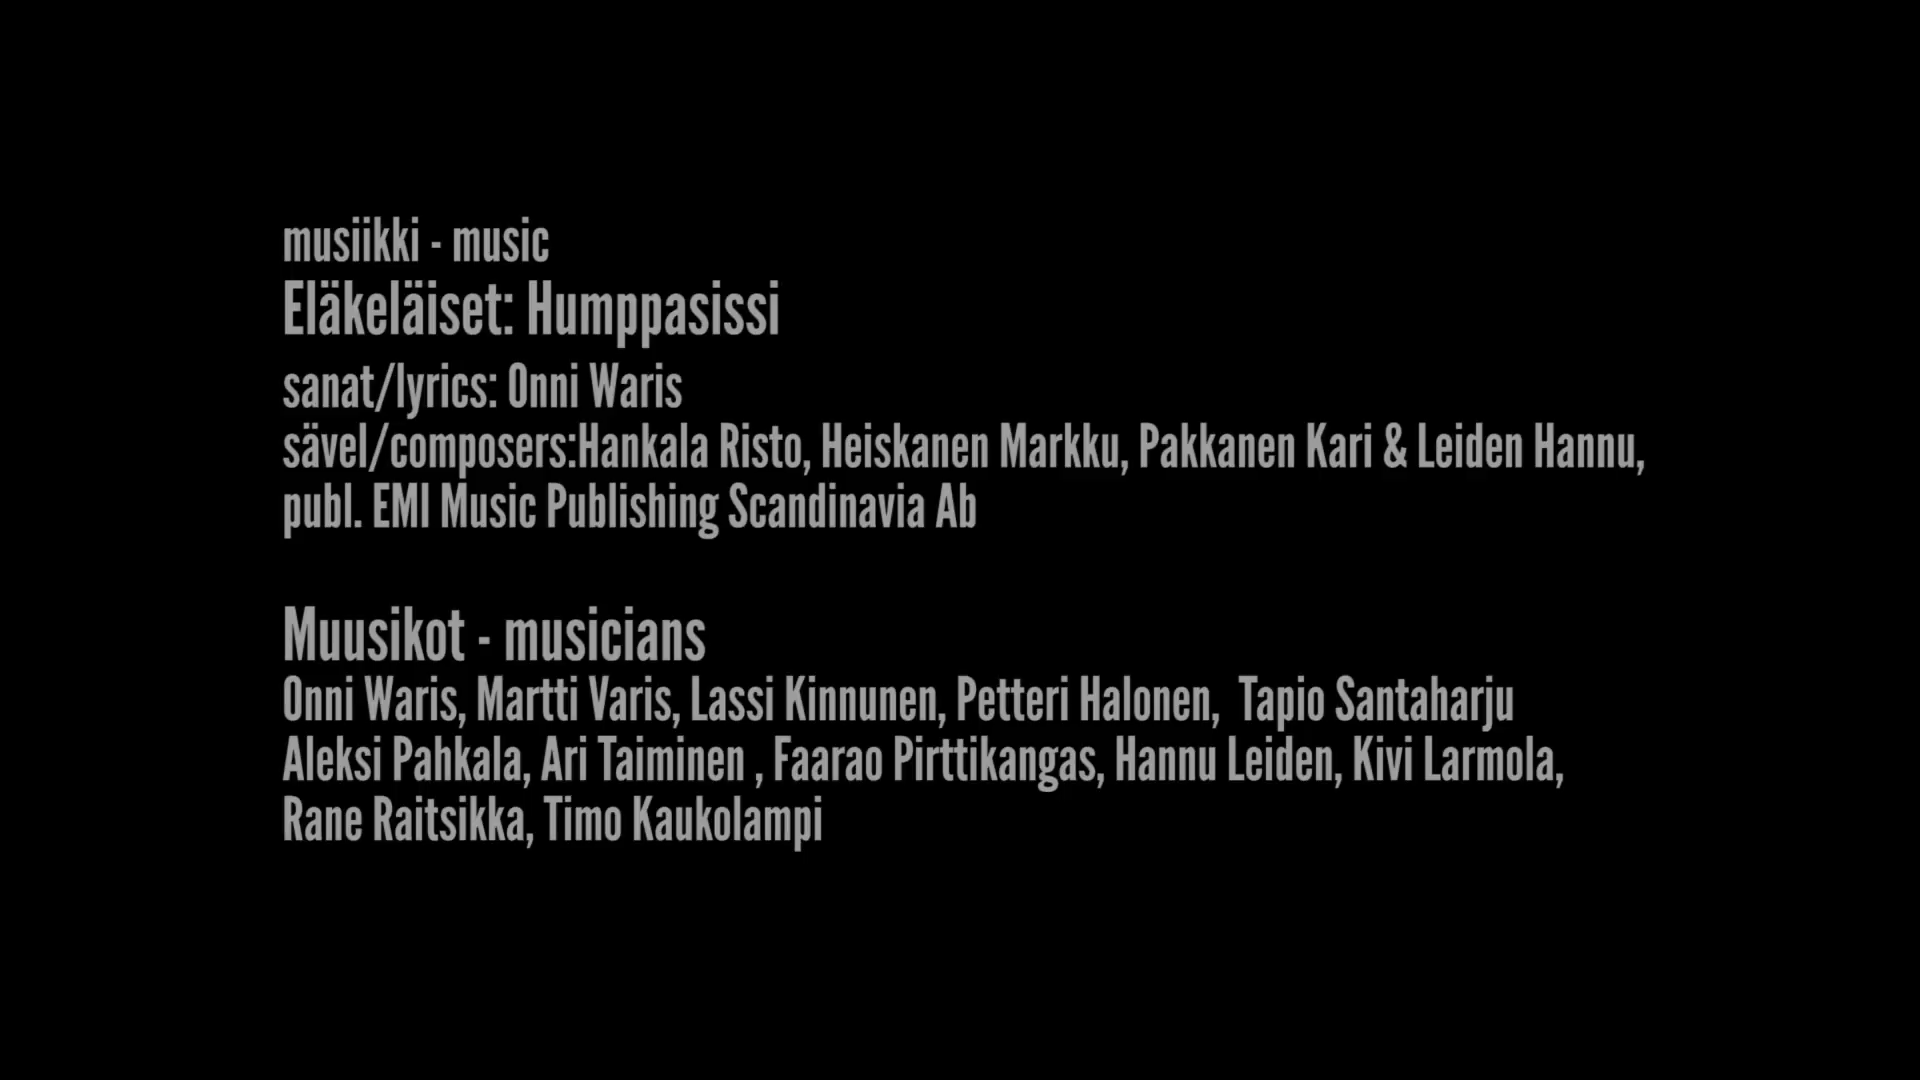 musiikki - music
Eläkeläiset: Humppasissi
sanat/lyrics: Onni Waris
sävel/composers:Hankala Risto, Heiskanen Markku, Pakkanen Kari & Leiden Hannu,
publ. EMI Music Publishing Scandinavia Ab
Muusikot - musicians
Onni Waris, Martti Varis, Lassi Kinnunen, Petteri Halonen,  Tapio Santaharju
Aleksi Pahkala, Ari Taiminen , Faarao Pirttikangas, Hannu Leiden, Kivi Larmola,
Rane Raitsikka, Timo Kaukolampi